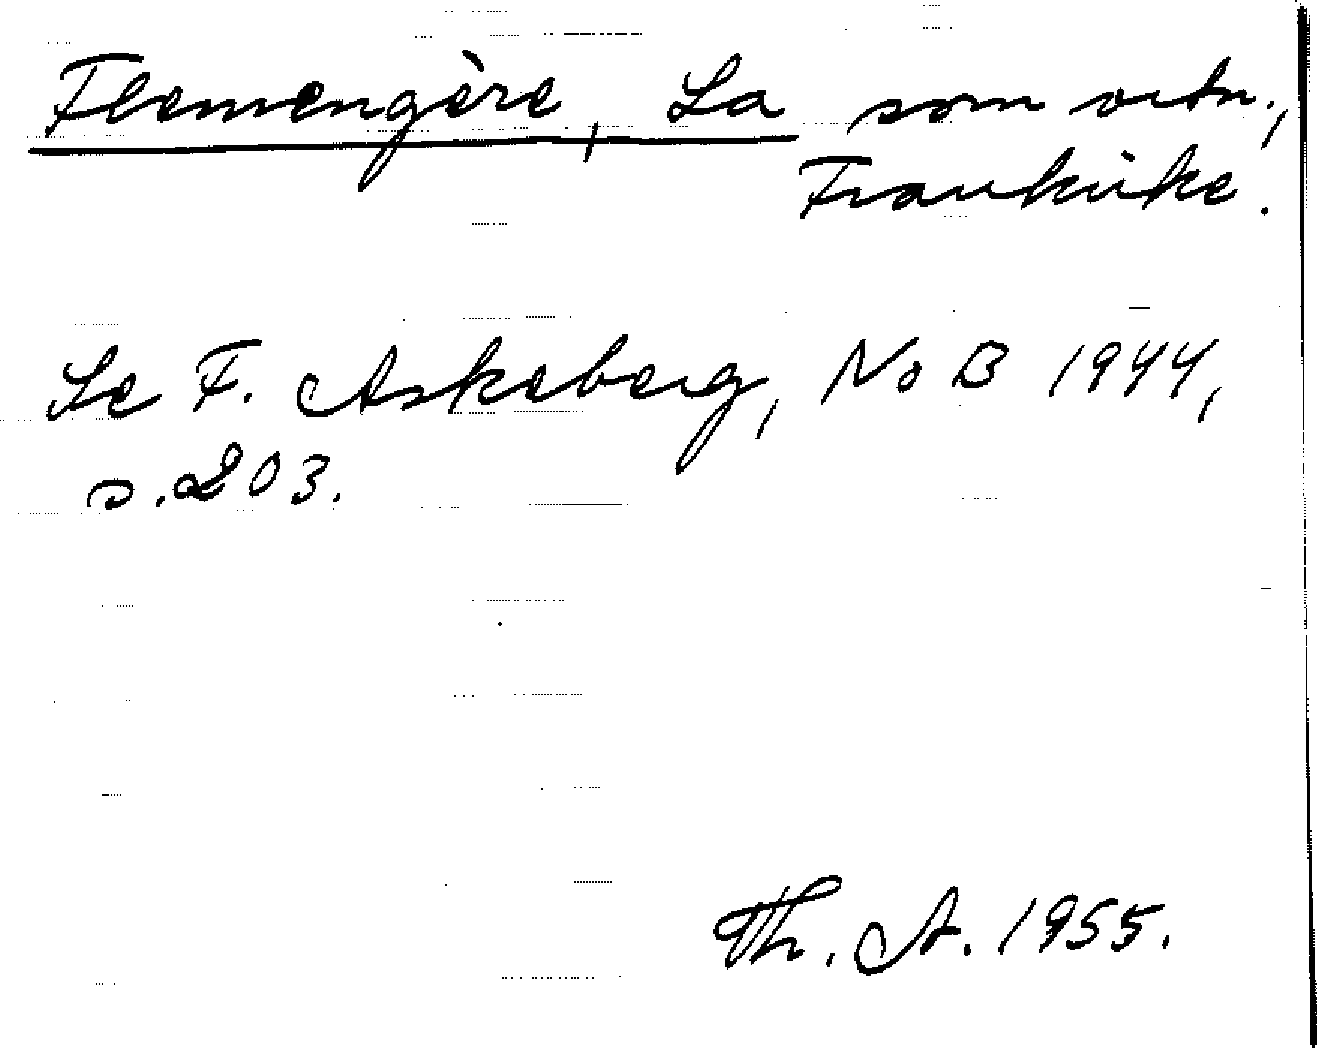 Flemengère, La som ortn.,
Frankrike.
Se F. Askeberg, NoB 1944,
s. 203.
Th. A. 1955.